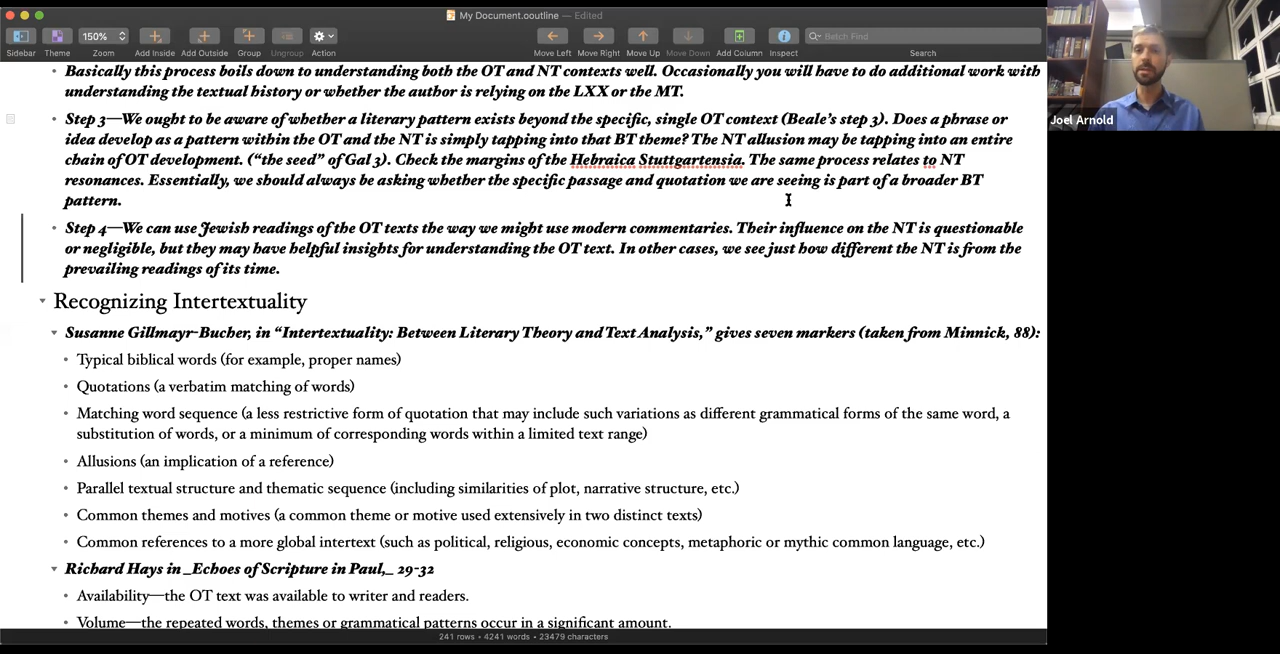 My Document.ooutline — Edited
150%
Batch Find
Sidebar Theme Zoom Add Inside Add Outside Group Ungroup Action Move Left Move Right Move Up Move Down Add Column Inspect Search
Basically this process boils down to understanding both the OT and NT contexts well. Occasionally you will have to do additional work with
understanding the textual history or whether the author is relying on the LXX or the MT.
Step 3—We ought to be aware of whether a literary pattern exists beyond the specific, single OT context (Beale's step 3). Does a phrase or
idea develop as a pattern within the OT and the NT is simply tapping into that BT theme? The NT allusion may be tapping into an entire
chain of OT development. (“the seed” of Gal 3). Check the margins of the Hebraica Stuttgartensia. The same process relates to NT
resonances. Essentially, we should always be asking whether the specific passage and quotation we are seeing is part of a broader BT
pattern.
Step 4—We can use Jewish readings of the OT texts the way we might use modern commentaries. Their influence on the NT is questionable
or negligible, but they may have helpful insights for understanding the OT text. In other cases, we see just how different the NT is from the
prevailing readings of its time.
Recognizing Intertextuality
Susanne Gillmayr-Bucher, in “Intertextuality: Between Literary Theory and Text Analysis,” gives seven markers (taken from Minnick, 88):
Typical biblical words (for example, proper names)
Quotations (a verbatim matching of words)
Matching word sequence (a less restrictive form of quotation that may include such variations as different grammatical forms of the same word, a
substitution of words, or a minimum of corresponding words within a limited text range)
Allusions (an implication of a reference)
Parallel textual structure and thematic sequence (including similarities of plot, narrative structure, etc.)
Common themes and motives (a common theme or motive used extensively in two distinct texts)
Common references to a more global intertext (such as political, religious, economic concepts, metaphoric or mythic common language, etc.)
Richard Hays in _Echoes of Scripture in Paul,_ 29-32
Availability—the OT text was available to writer and readers.
Volume—the repeated words, themes or grammatical patterns occur in a significant amount.
241 rows • 4241 words • 23479 characters
Joel Arnold